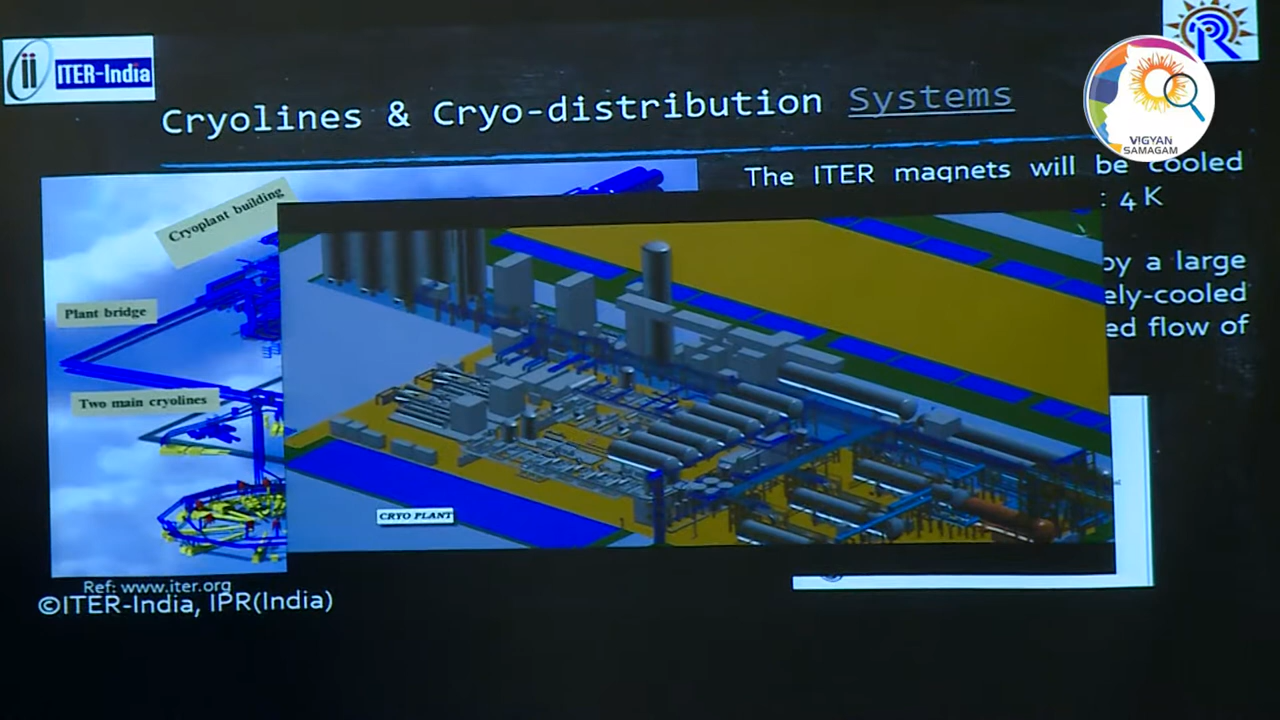 ITER-India
Cryolines & Cryo-distribution Systems
VIGYAN
SAMAGAM
The ITER maqnets will be cooled
: 4 K
Cryoplant building
by a large
ely-cooled
ed flow of
Plant bridge
Two main cryolines
CRYO PLANT
Ref: www.iter.org
©ITER-India, IPR(India)